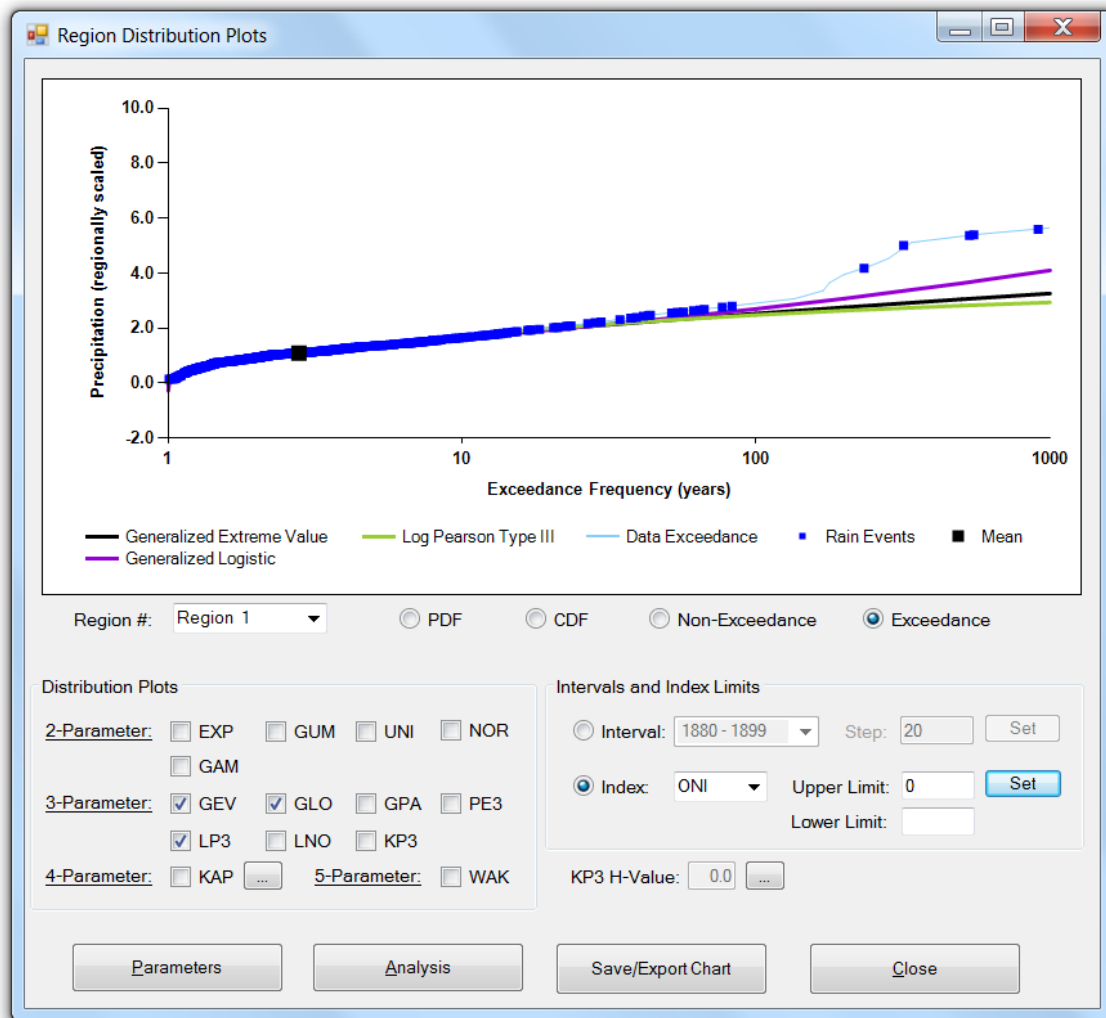 Region Distribution Plots
10.0
8.0
6.0
4.0
2.0
0.0
-2.0
Precipitation (regionally scaled)
1 10 100 1000
Exceedance Frequency (years)
Generalized Extreme Value Log Pearson Type III Data Exceedance Rain Events Mean
Generalized Logistic
Region #: Region 1 PDF CDF Non-Exceedance Exceedance
Distribution Plots
2-Parameter: EXP GUM UNI NOR
GAM
3-Parameter: GEV GLO GPA PE3
LP3 LNO KP3
4-Parameter: KAP ... 5-Parameter: WAK
Intervals and Index Limits
Interval: 1880 - 1899 Step: 20 Set
Index: ONI Upper Limit: 0 Set
Lower Limit:
KP3 H-Value: 0.0 ...
Parameters Analysis Save/Export Chart Close